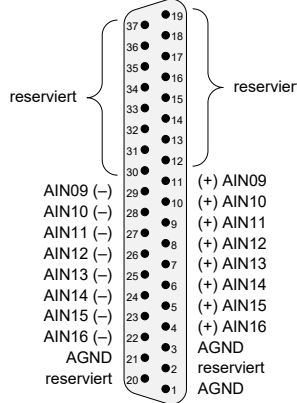 37 19
36 18
35 17
reserviert 34 16 reserviert
33 15
32 14
31 13
30 12
AIN09 (–) 29 11 (+) AIN09
AIN10 (–) 28 10 (+) AIN10
AIN11 (–) 27 9 (+) AIN11
AIN12 (–) 26 8 (+) AIN12
AIN13 (–) 25 7 (+) AIN13
AIN14 (–) 24 6 (+) AIN14
AIN15 (–) 23 5 (+) AIN15
AIN16 (–) 22 4 (+) AIN16
AGND 21 3 AGND
reserviert 20 2 reserviert
1 AGND